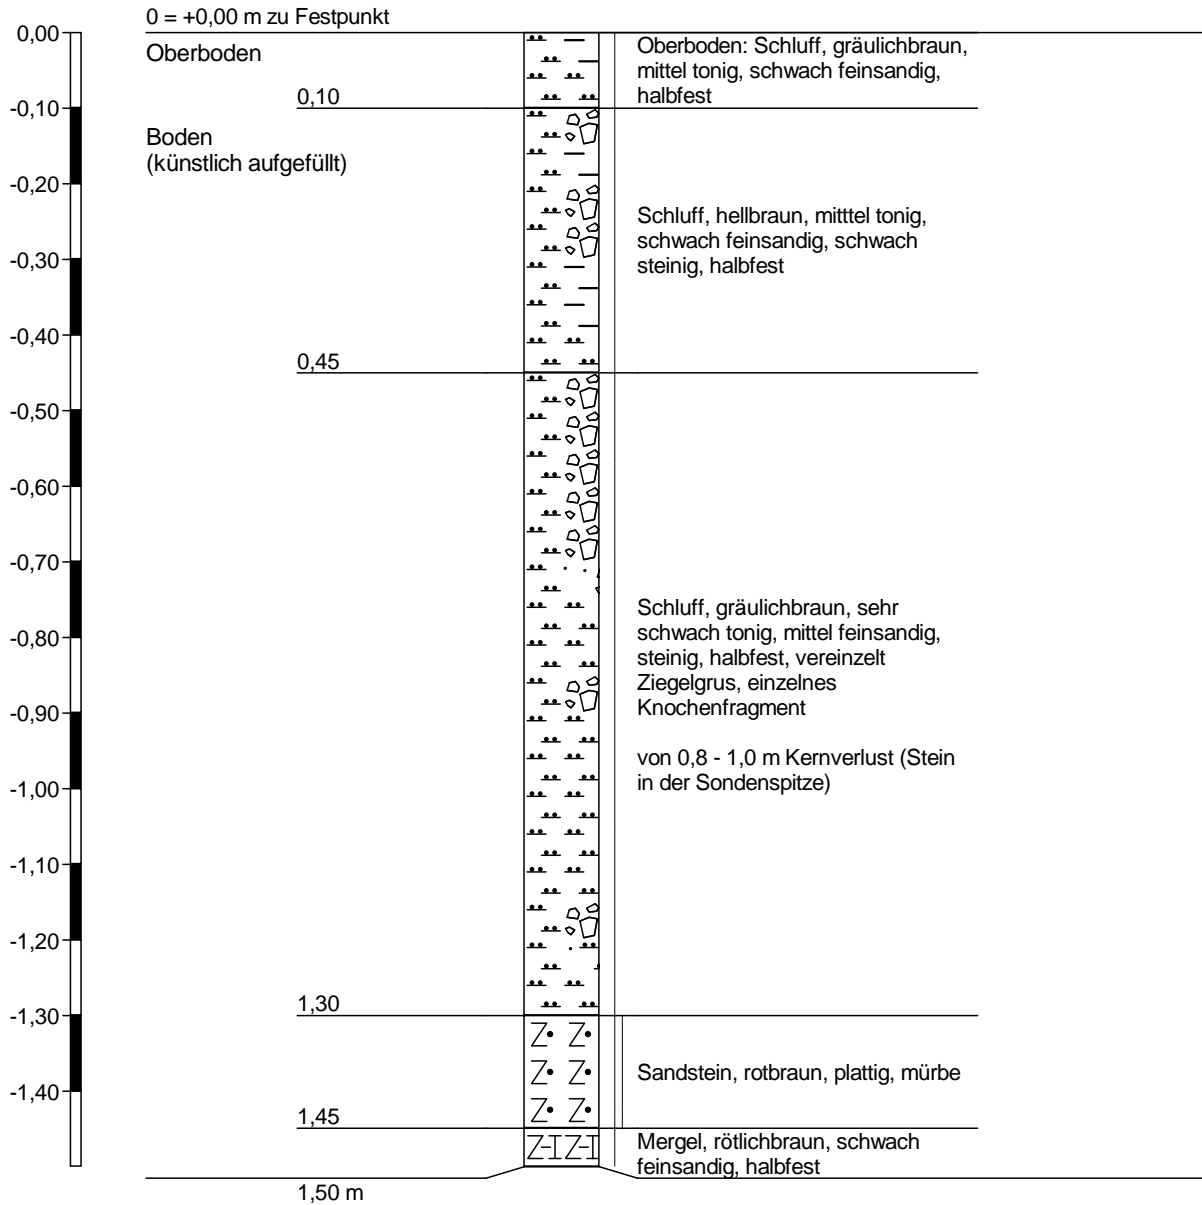 0 = +0,00 m zu Festpunkt
0,00
Oberboden
Oberboden: Schluff, gräulichbraun,
mittel tonig, schwach feinsandig,
halbfest
0,10
-0,10
Boden
(künstlich aufgefüllt)
-0,20
Schluff, hellbraun, mitttel tonig,
schwach feinsandig, schwach
steinig, halbfest
-0,30
-0,40
0,45
-0,50
-0,60
-0,70
Schluff, gräulichbraun, sehr
schwach tonig, mittel feinsandig,
steinig, halbfest, vereinzelt
Ziegelgrus, einzelnes
Knochenfragment
-0,80
-0,90
von 0,8 - 1,0 m Kernverlust (Stein
in der Sondenspitze)
-1,00
-1,10
-1,20
1,30
-1,30
Sandstein, rotbraun, plattig, mürbe
-1,40
1,45
Mergel, rötlichbraun, schwach
feinsandig, halbfest
1,50 m